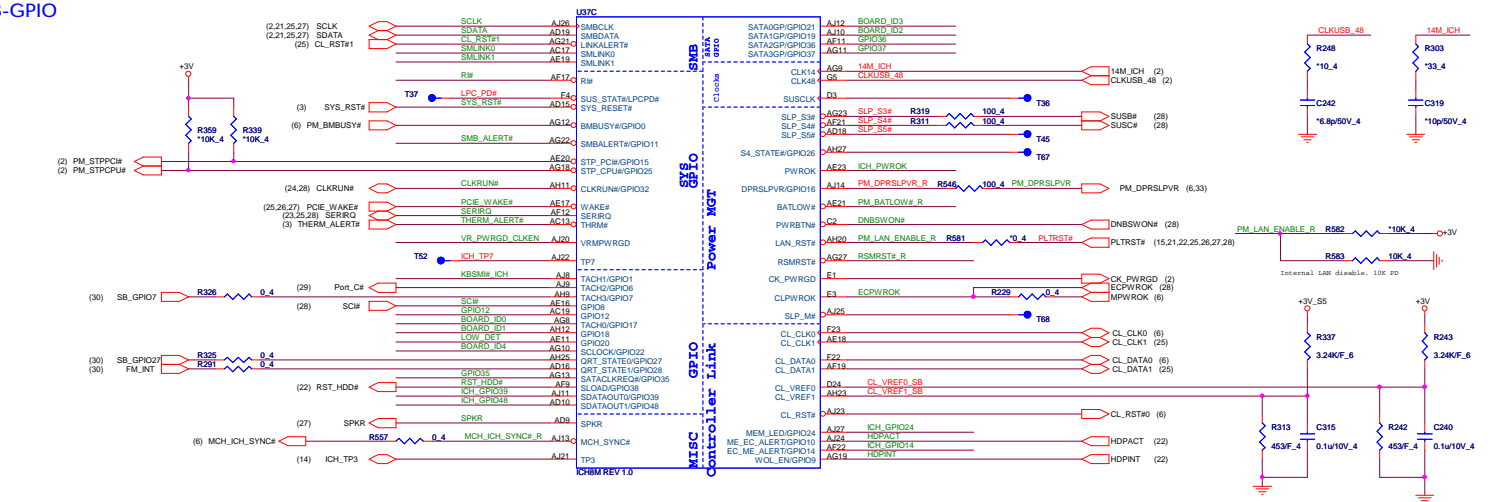 -GPIO
U37C
(2,21,25,27) SCLK SCLK AJ26 SMBCLK
(2,21,25,27) SDATA SDATA AD19 SMBDATA
(25) CL_RST#1 CL_RST#1 AG21 LINKALERT#
SMLINK0 AC17 SMLINK0
SMLINK1 AE19 SMLINK1
SMB
SATA GPIO
SATA0GP/GPIO21 AJ12 BOARD_ID3
SATA1GP/GPIO19 AJ10 BOARD_ID2
SATA2GP/GPIO36 AF11 GPIO36
SATA3GP/GPIO37 AG11 GPIO37
RI# AF17 RI#
Clocks
CLK14 AG9 14M_ICH 14M_ICH (2)
CLK48 G5 CLKUSB_48 CLKUSB_48 (2)
T37 LPC_PD# F4 SUS_STAT#/LPCPD#
(3) SYS_RST# SYS_RST# AD15 SYS_RESET#
SUSCLK D3 T36
(6) PM_BMBUSY# AG12 BMBUSY#/GPIO0
SMB_ALERT# AG22 SMBALERT#/GPIO11
SLP_S3# AG23 SLP_S3# R319 100_4 SUSB# (28)
SLP_S4# AF21 SLP_S4# R311 100_4 SUSC# (28)
SLP_S5# AD18 SLP_S5# T45
+3V
R359 *10K_4
R339 *10K_4
(2) PM_STPPCI# AE20 STP_PCI#/GPIO15
(2) PM_STPCPU# AG18 STP_CPU#/GPIO25
SYS GPIO
Power MGT
S4_STATE#/GPIO26 AH27 T67
PWROK AE23 ICH_PWROK
(24,28) CLKRUN# CLKRUN# AH11 CLKRUN#/GPIO32
DPRSLPVR/GPIO16 AJ14 PM_DPRSLPVR_R R546 100_4 PM_DPRSLPVR PM_DPRSLPVR (6,33)
(25,26,27) PCIE_WAKE# PCIE_WAKE# AE17 WAKE#
(23,25,28) SERIRQ SERIRQ AF12 SERIRQ
(3) THERM_ALERT# THERM_ALERT# AC13 THRM#
BATLOW# AE21 PM_BATLOW#_R
PWRBTN# C2 DNBSWON# DNBSWON# (28)
VR_PWRGD_CLKEN AJ20 VRMPWRGD
LAN_RST# AH20 PM_LAN_ENABLE_R R581 *0_4 PLTRST# PLTRST# (15,21,22,25,26,27,28)
T52 ICH_TP7 AJ22 TP7
RSMRST# AG27 RSMRST#_R
CK_PWRGD E1 CK_PWRGD (2)
ECPWROK (28)
CLPWROK E3 ECPWROK R229 0_4 MPWROK (6)
SLP_M# AJ25 T68
KBSMI#_ICH AJ8 TACH1/GPIO1
(29) Port_C# AJ9 TACH2/GPIO6
(30) SB_GPIO7 R326 0_4 AH9 TACH3/GPIO7
(28) SCI# SCI# AE16 GPIO8
GPIO12 AC19 GPIO12
BOARD_ID0 AG8 TACH0/GPIO17
BOARD_ID1 AH12 GPIO18
LOW_DET AE11 GPIO20
BOARD_ID4 AG10 SCLOCK/GPIO22
(30) SB_GPIO27 R325 0_4 AH25 QRT_STATE0/GPIO27
(30) FM_INT R291 0_4 AD16 QRT_STATE1/GPIO28
GPIO35 AG13 SATACLKREQ#/GPIO35
(22) RST_HDD# RST_HDD# AF9 SLOAD/GPIO38
ICH_GPIO39 AJ11 SDATAOUT0/GPIO39
ICH_GPIO48 AD10 SDATAOUT1/GPIO48
GPIO
Controller Link
CL_CLK0 F23 CL_CLK0 (6)
CL_CLK1 AE18 CL_CLK1 (25)
CL_DATA0 F22 CL_DATA0 (6)
CL_DATA1 AF19 CL_DATA1 (25)
CL_VREF0 D24 CL_VREF0_SB
CL_VREF1 AH23 CL_VREF1_SB
CL_RST# AJ23 CL_RST#0 (6)
(27) SPKR SPKR AD9 SPKR
(6) MCH_ICH_SYNC# R557 0_4 MCH_ICH_SYNC#_R AJ13 MCH_SYNC#
(14) ICH_TP3 AJ21 TP3
MISC
MEM_LED/GPIO24 AJ27 ICH_GPIO24
ME_EC_ALERT/GPIO10 AJ24 HDPACT HDPACT (22)
EC_ME_ALERT/GPIO14 AF22 ICH_GPIO14
WOL_EN/GPIO9 AG19 HDPINT HDPINT (22)
ICH8M REV 1.0
CLKUSB_48
R248 *10_4
C242 *6.8p/50V_4
14M_ICH
R303 *33_4
C319 *10p/50V_4
PM_LAN_ENABLE_R R582 *10K_4 +3V
R583 10K_4
Internal LAN disable, 10K PD
+3V_S5
R337 3.24K/F_6
+3V
R243 3.24K/F_6
R313 453/F_4
C315 0.1u/10V_4
R242 453/F_4
C240 0.1u/10V_4